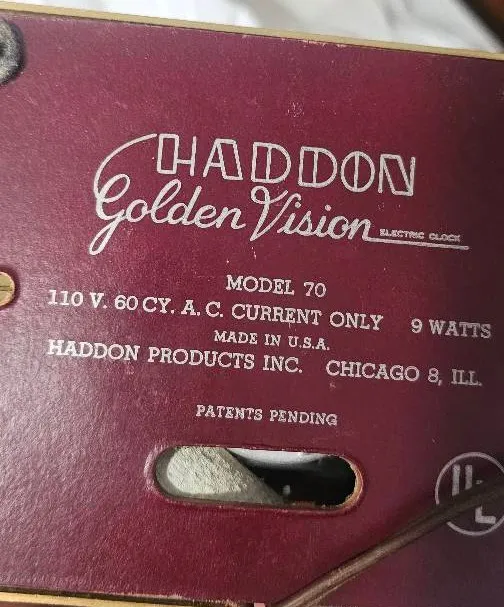 HADDON
Golden Vision ELECTRIC CLOCK
MODEL 70
110 V. 60 CY. A. C. CURRENT ONLY 9 WATTS
MADE IN U.S.A.
HADDON PRODUCTS INC. CHICAGO 8, ILL.
PATENTS PENDING
UL